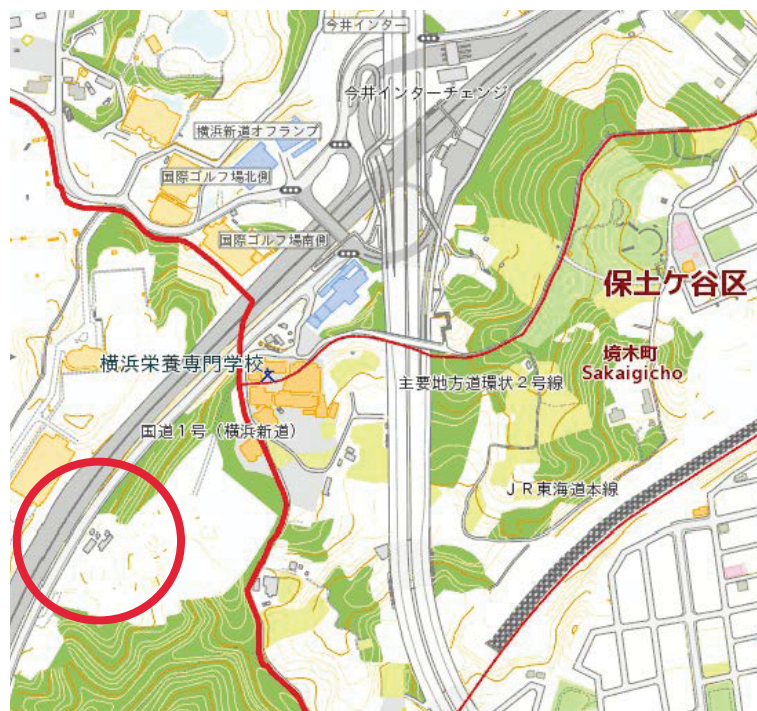 今井インター
今井インターチェンジ
横浜新道オフランプ
国際ゴルフ場北側
国際ゴルフ場南側
保土ケ谷区
横浜栄養専門学校
境木町
Sakaigicho
主要地方道環状2号線
国道1号(横浜新道)
JR東海道本線